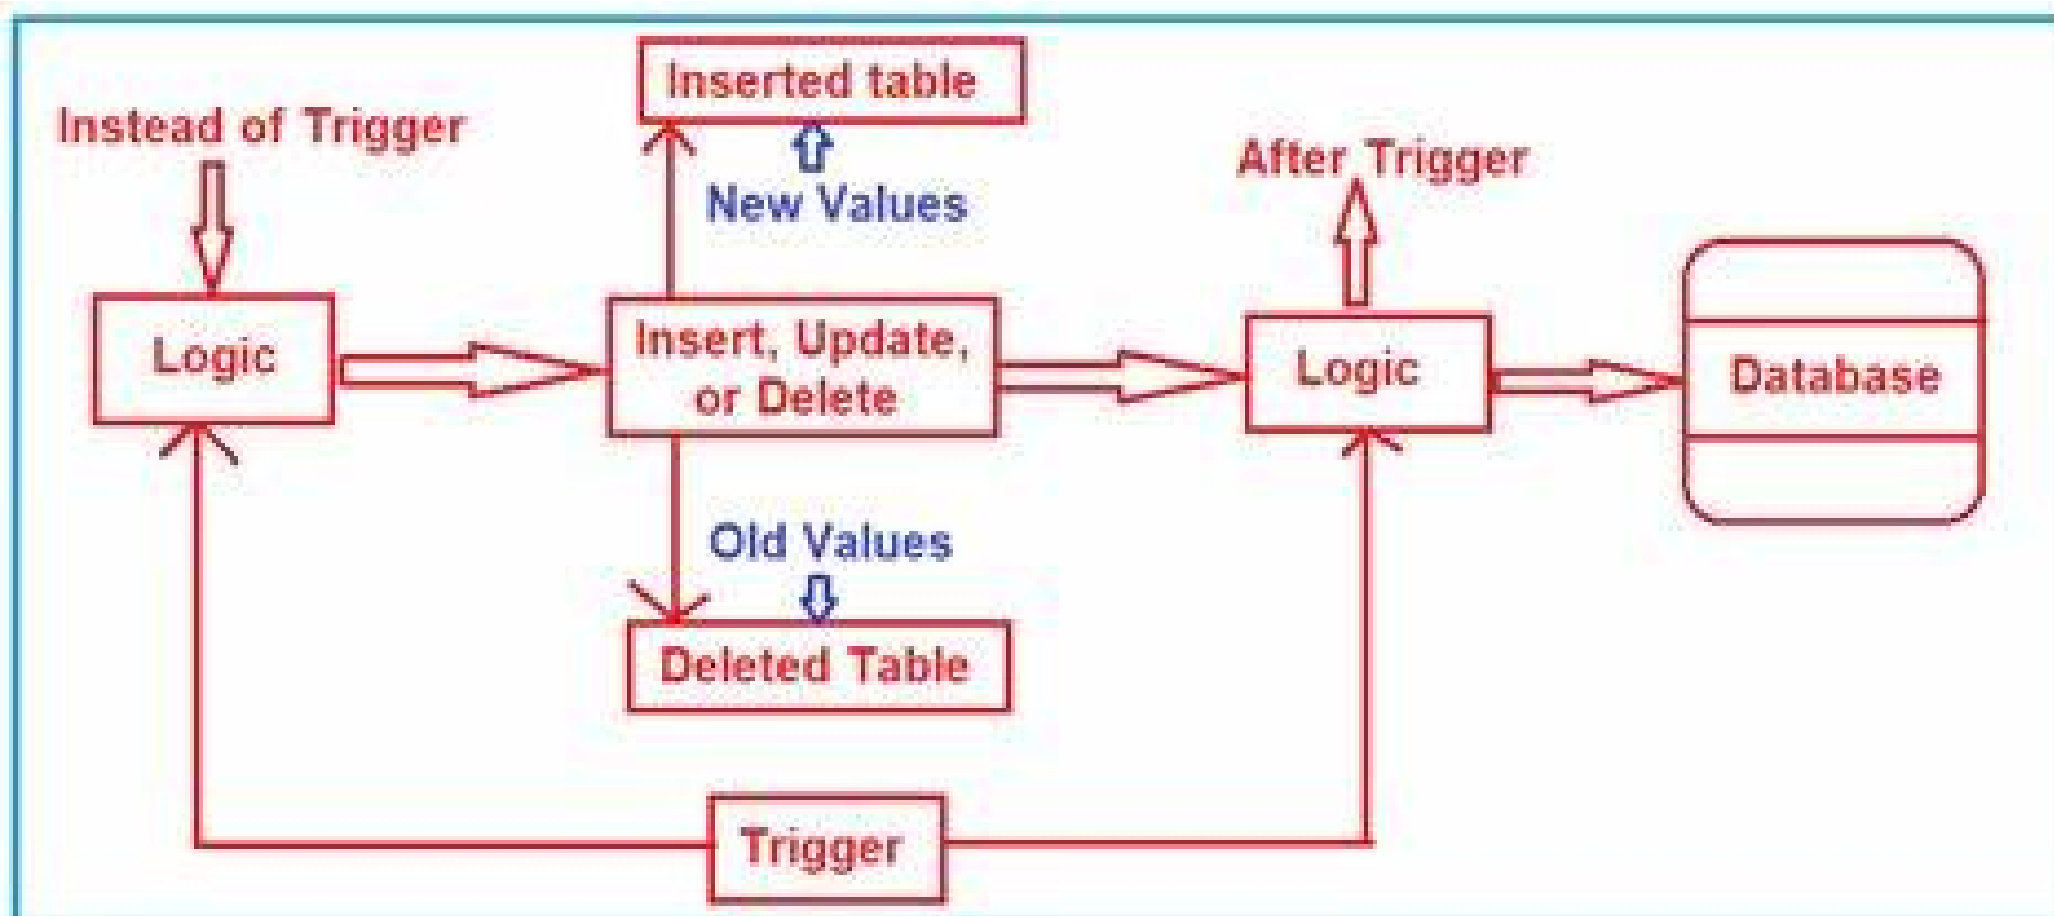 Inserted table
Instead of Trigger
After Trigger
New Values
Logic
Insert, Update,
or Delete
Logic
Database
Old Values
Deleted Table
Trigger